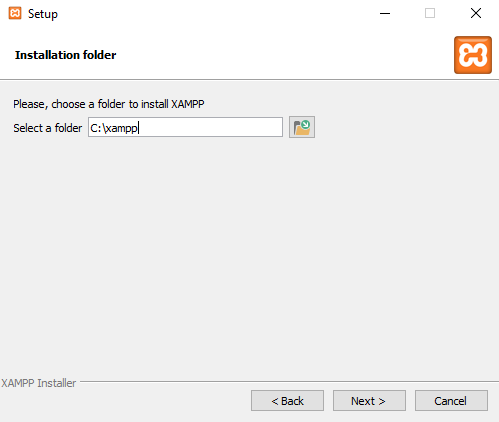 Setup
Installation folder
Please, choose a folder to install XAMPP
Select a folder C:\xampp
XAMPP Installer
< Back Next > Cancel